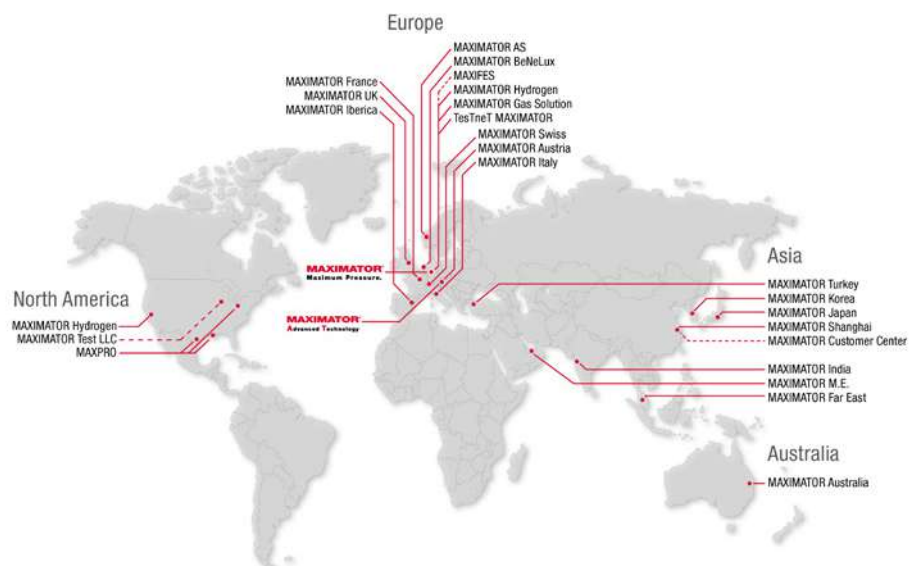 Europe
MAXIMATOR AS
MAXIMATOR BeNeLux
MAXIFES
MAXIMATOR Hydrogen
MAXIMATOR Gas Solution
TesTneT MAXIMATOR
MAXIMATOR Swiss
MAXIMATOR Austria
MAXIMATOR Italy
MAXIMATOR France
MAXIMATOR UK
MAXIMATOR Iberica
MAXIMATOR®
Maximum Pressure.
MAXIMATOR®
Advanced Technology
North America
MAXIMATOR Hydrogen
MAXIMATOR Test LLC
MAXPRO
Asia
MAXIMATOR Turkey
MAXIMATOR Korea
MAXIMATOR Japan
MAXIMATOR Shanghai
MAXIMATOR Customer Center
MAXIMATOR India
MAXIMATOR M.E.
MAXIMATOR Far East
Australia
MAXIMATOR Australia